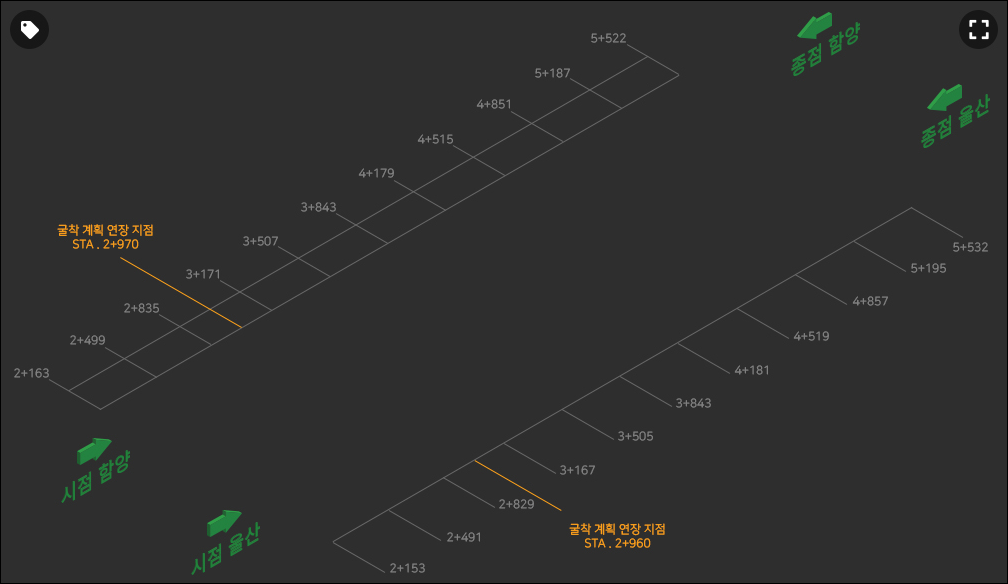 종점 함양
종점 울산
5+522
5+187
4+851
4+515
4+179
3+843
3+507
3+171
2+835
2+499
2+163
굴착 계획 연장 지점
STA . 2+970
5+532
5+195
4+857
4+519
4+181
3+843
3+505
3+167
2+829
2+491
2+153
굴착 계획 연장 지점
STA . 2+960
시점 함양
시점 울산